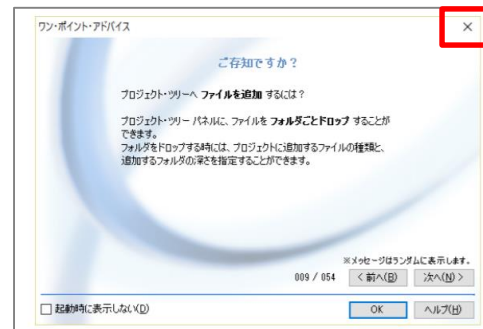 ワン・ポイント・アドバイス
ご存知ですか？
プロジェクト・ツリーへ ファイルを追加 するには？
プロジェクト・ツリー パネルに、ファイルを フォルダごとドロップ することが
できます。
フォルダをドロップする時には、プロジェクトに追加するファイルの種類と、
追加するフォルダの深さを指定することができます。
※メッセージはランダムに表示します。
009 / 054 < 前へ(B) 次へ(N) >
起動時に表示しない(D) OK ヘルプ(H)